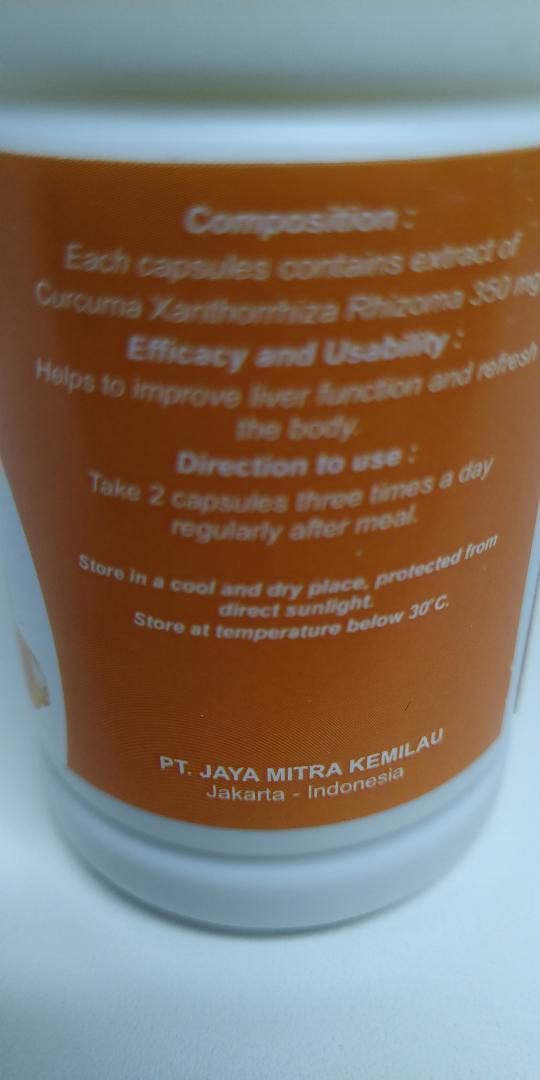 Composition :
Each capsules contains extract of
Curcuma Xanthorrhiza Rhizoma 350 mg
Efficacy and Usability :
Helps to improve liver function and refresh
the body.
Direction to use :
Take 2 capsules three times a day
regularly after meal.
Store in a cool and dry place, protected from
direct sunlight.
Store at temperature below 30°C.
PT. JAYA MITRA KEMILAU
Jakarta - Indonesia